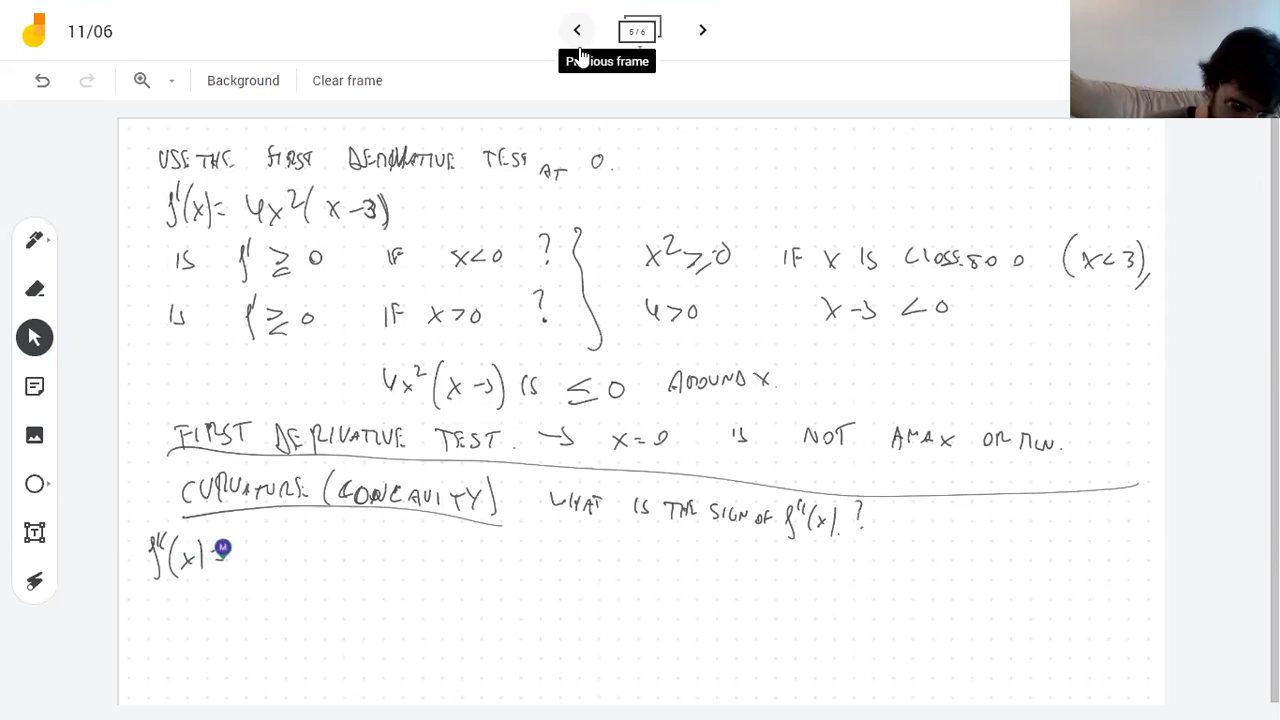 11/06
5 / 6
Previous frame
Background
Clear frame
USE THE FIRST DERIVATIVE TEST AT 0.
f'(x) = 4x²(x-3)
IS f' ≥ 0 IF x<0 ?
IS f' ≥ 0 IF x>0 ?
x² ≥ 0 IF x IS CLOSE TO 0 (x<3),
4>0 x-3 <0
4x²(x-3) IS ≤ 0 AROUND x.
FIRST DERIVATIVE TEST. → x=0 IS NOT A MAX OR MIN.
CURVATURE (CONCAVITY) WHAT IS THE SIGN OF f''(x). ?
f''(x) =
M